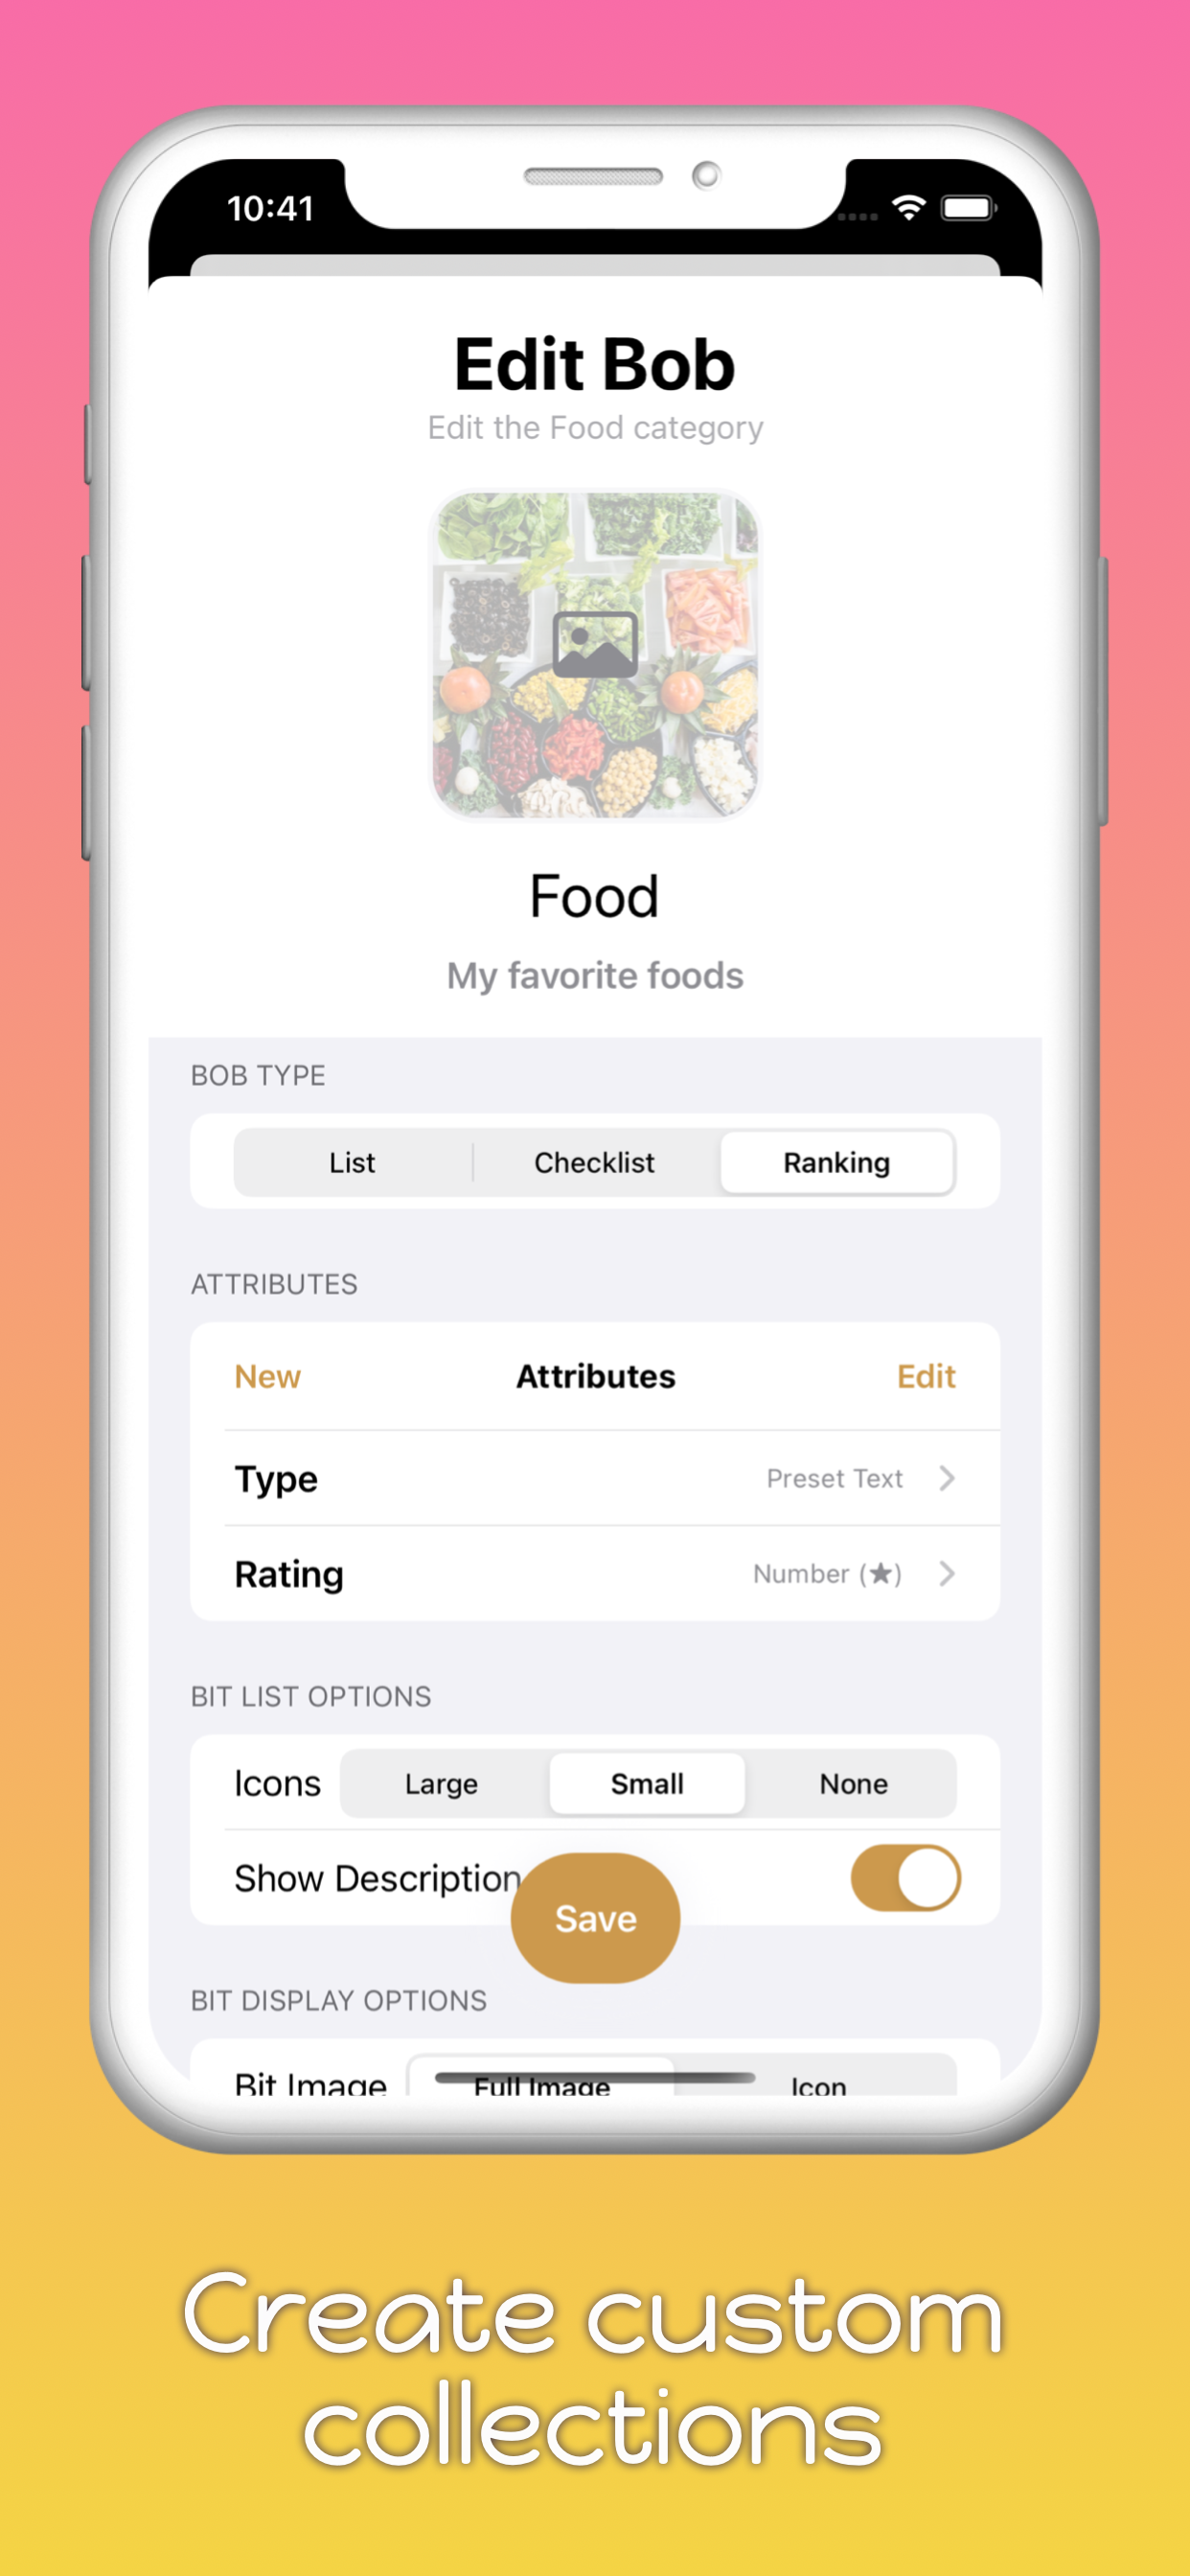 10:41
Edit Bob
Edit the Food category
Food
My favorite foods
BOB TYPE
List Checklist Ranking
ATTRIBUTES
New Attributes Edit
Type Preset Text
Rating Number (★)
BIT LIST OPTIONS
Icons Large Small None
Show Description
Save
BIT DISPLAY OPTIONS
Bit Image Full Image Icon
Create custom
collections